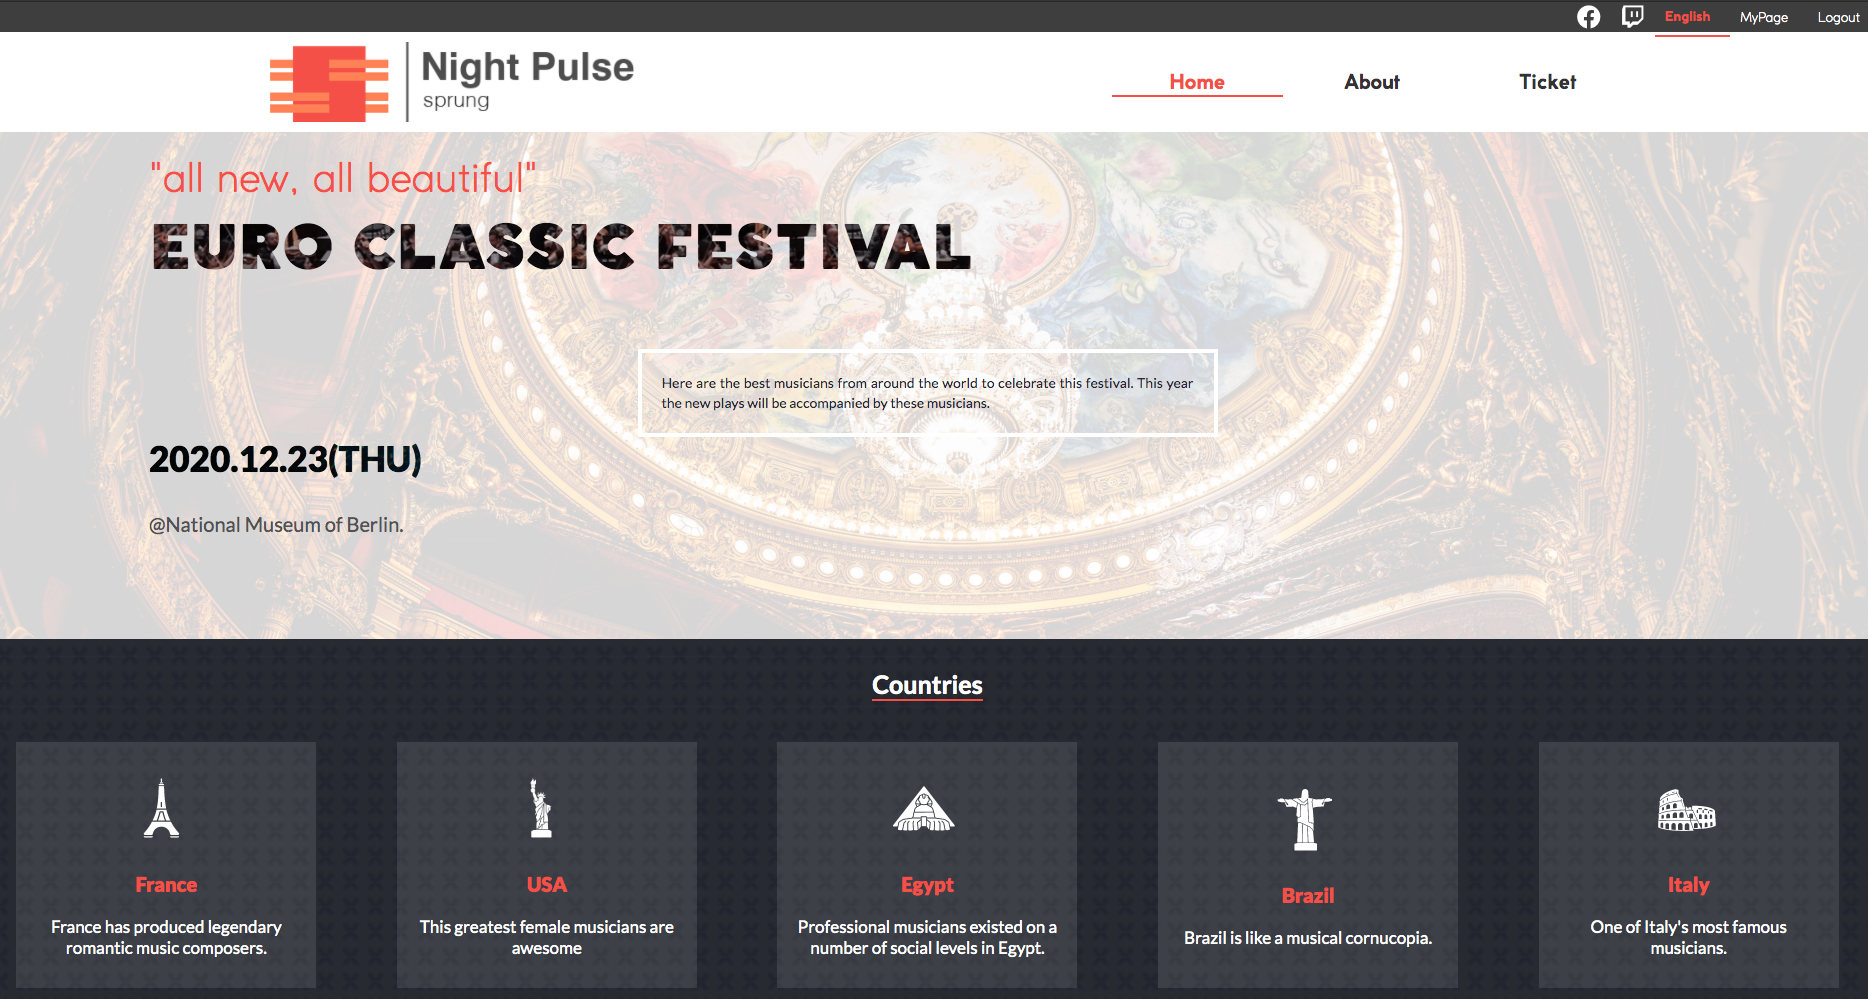 English
MyPage
Logout
Night Pulse
sprung
Home
About
Ticket
"all new, all beautiful"
EURO CLASSIC FESTIVAL
Here are the best musicians from around the world to celebrate this festival. This year
the new plays will be accompanied by these musicians.
2020.12.23(THU)
@National Museum of Berlin.
Countries
France
France has produced legendary
romantic music composers.
USA
This greatest female musicians are
awesome
Egypt
Professional musicians existed on a
number of social levels in Egypt.
Brazil
Brazil is like a musical cornucopia.
Italy
One of Italy's most famous
musicians.